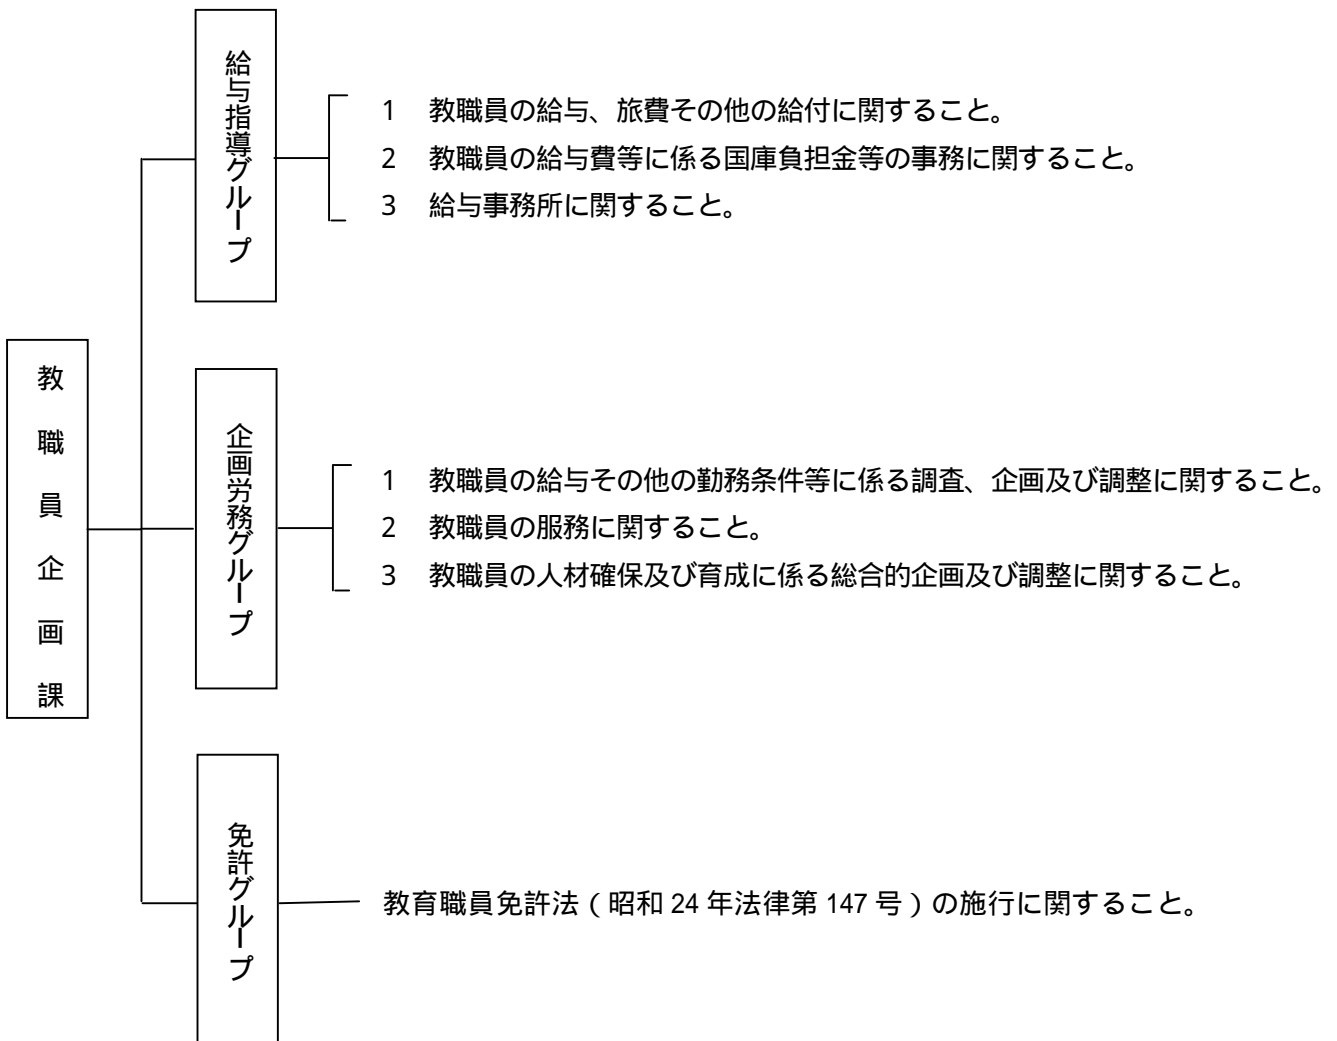 教職員企画課
給与指導グループ
1 教職員の給与、旅費その他の給付に関すること。
2 教職員の給与費等に係る国庫負担金等の事務に関すること。
3 給与事務所に関すること。
企画労務グループ
1 教職員の給与その他の勤務条件等に係る調査、企画及び調整に関すること。
2 教職員の服務に関すること。
3 教職員の人材確保及び育成に係る総合的企画及び調整に関すること。
免許グループ
教育職員免許法（昭和 24 年法律第 147 号）の施行に関すること。